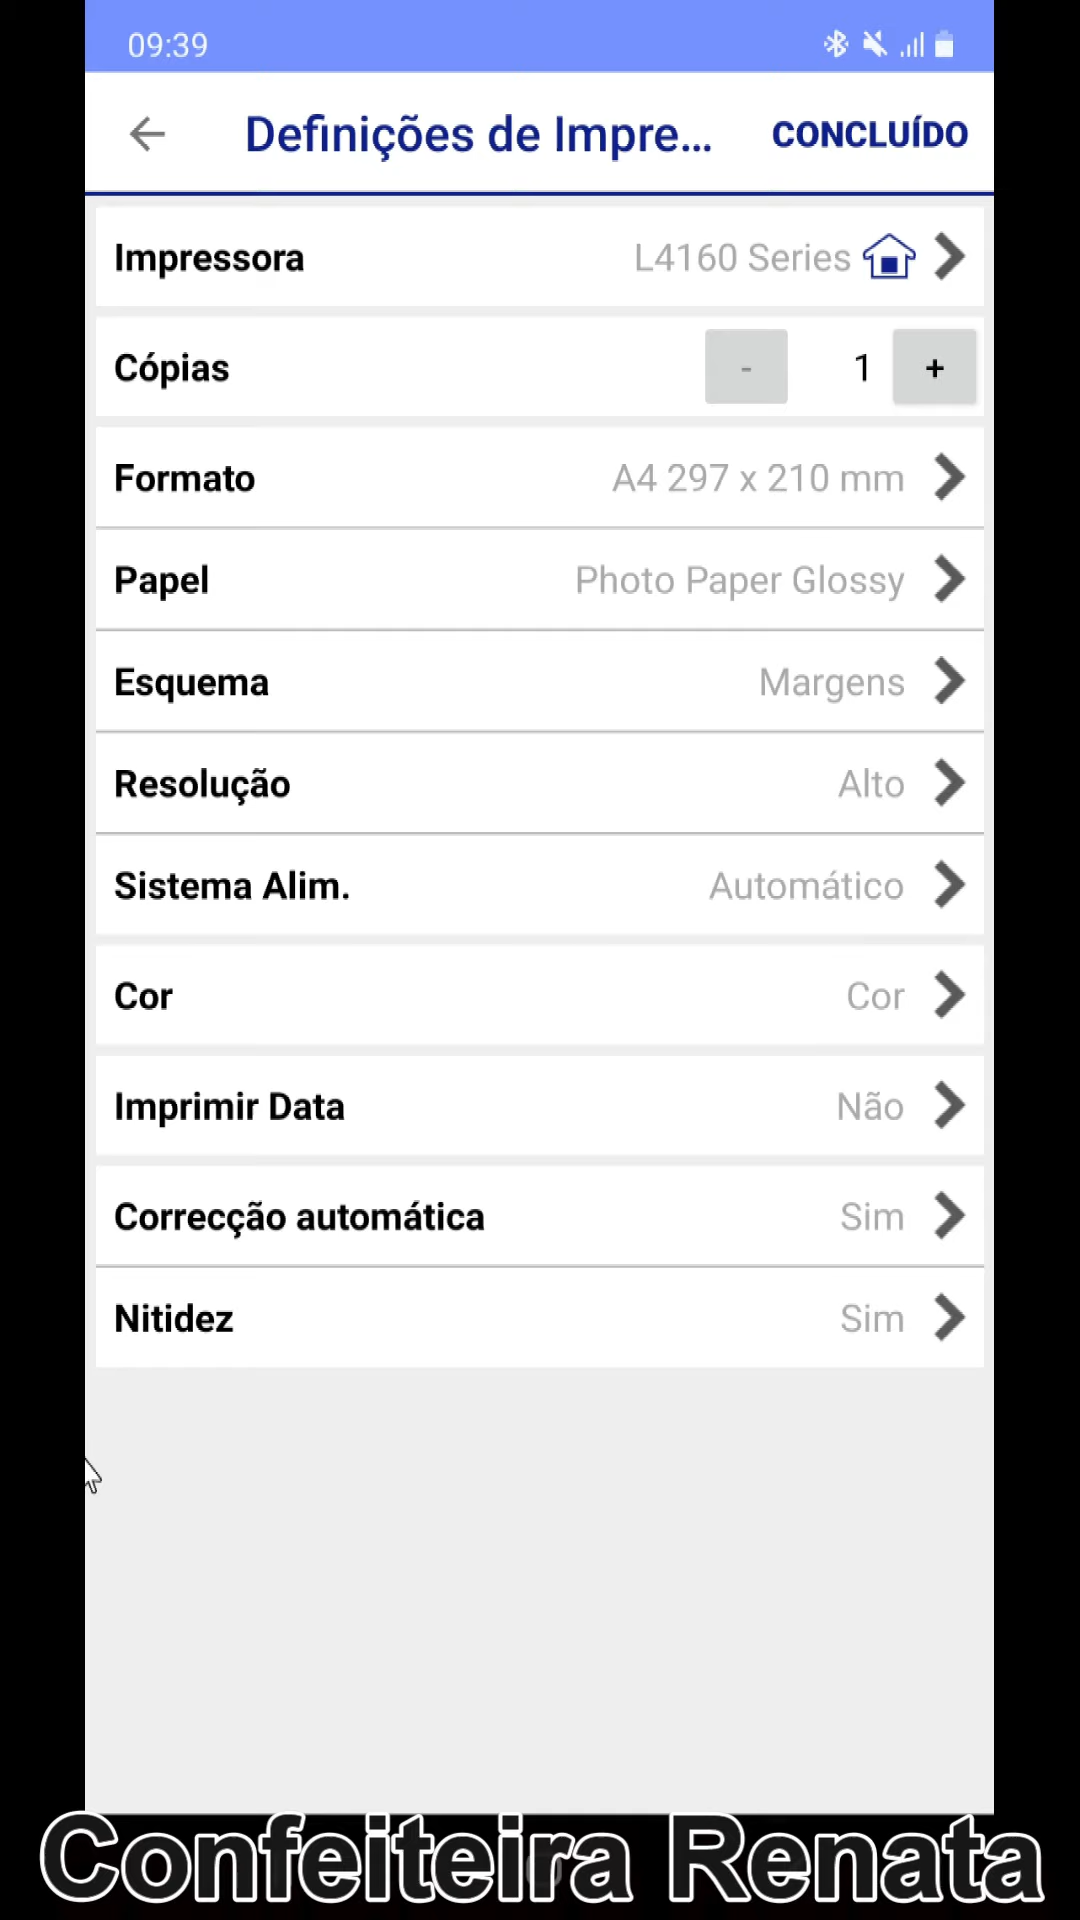 09:39
Definições de Impre... CONCLUÍDO
Impressora L4160 Series
Cópias - 1 +
Formato A4 297 x 210 mm
Papel Photo Paper Glossy
Esquema Margens
Resolução Alto
Sistema Alim. Automático
Cor Cor
Imprimir Data Não
Correcção automática Sim
Nitidez Sim
Confeiteira Renata